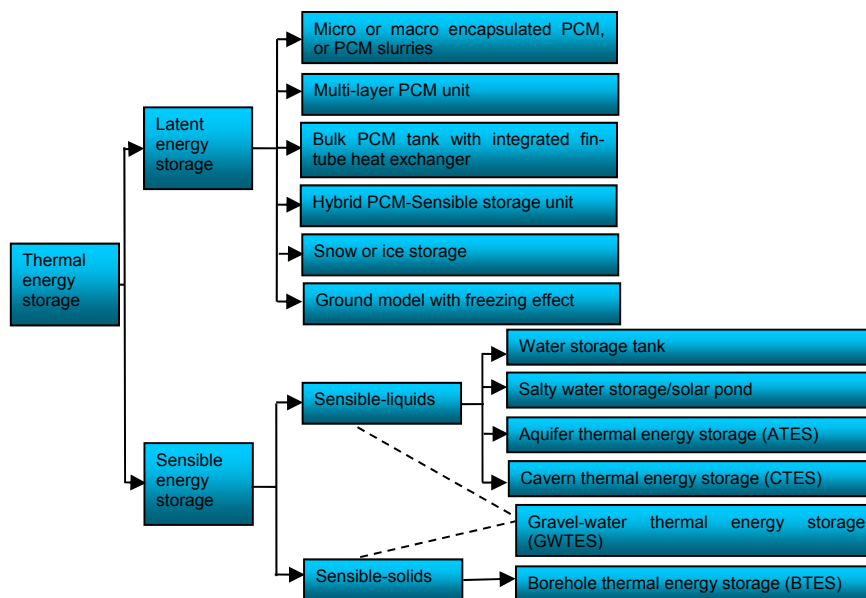 Micro or macro encapsulated PCM,
or PCM slurries
Multi-layer PCM unit
Latent
energy
storage
Bulk PCM tank with integrated fin-
tube heat exchanger
Hybrid PCM-Sensible storage unit
Snow or ice storage
Thermal
energy
storage
Ground model with freezing effect
Water storage tank
Sensible-liquids
Salty water storage/solar pond
Aquifer thermal energy storage (ATES)
Sensible
energy
storage
Cavern thermal energy storage (CTES)
Gravel-water thermal energy storage
(GWTES)
Sensible-solids
Borehole thermal energy storage (BTES)